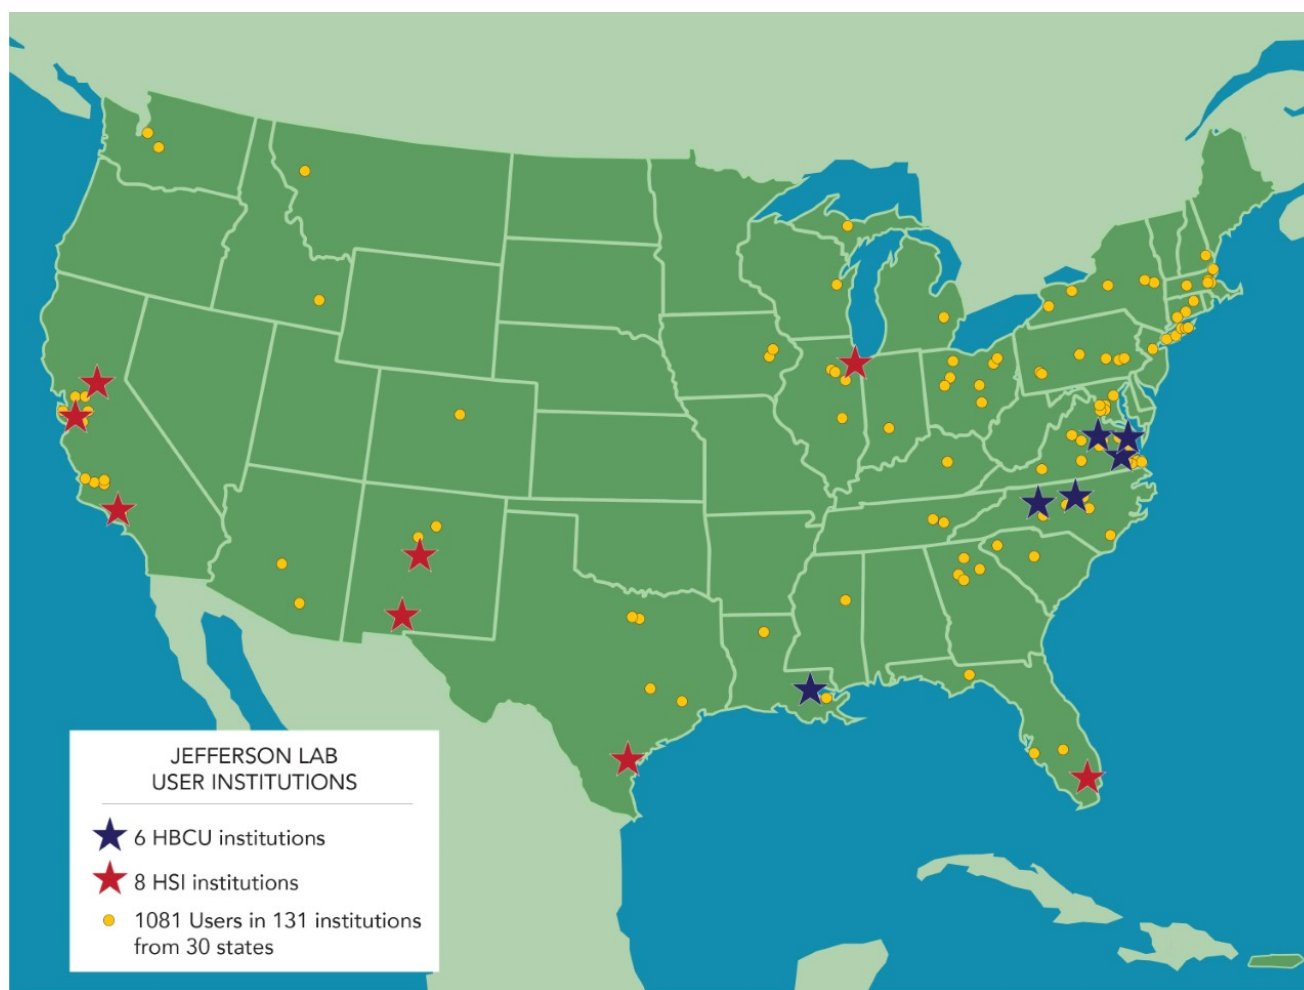 JEFFERSON LAB
USER INSTITUTIONS
6 HBCU institutions
8 HSI institutions
1081 Users in 131 institutions
from 30 states